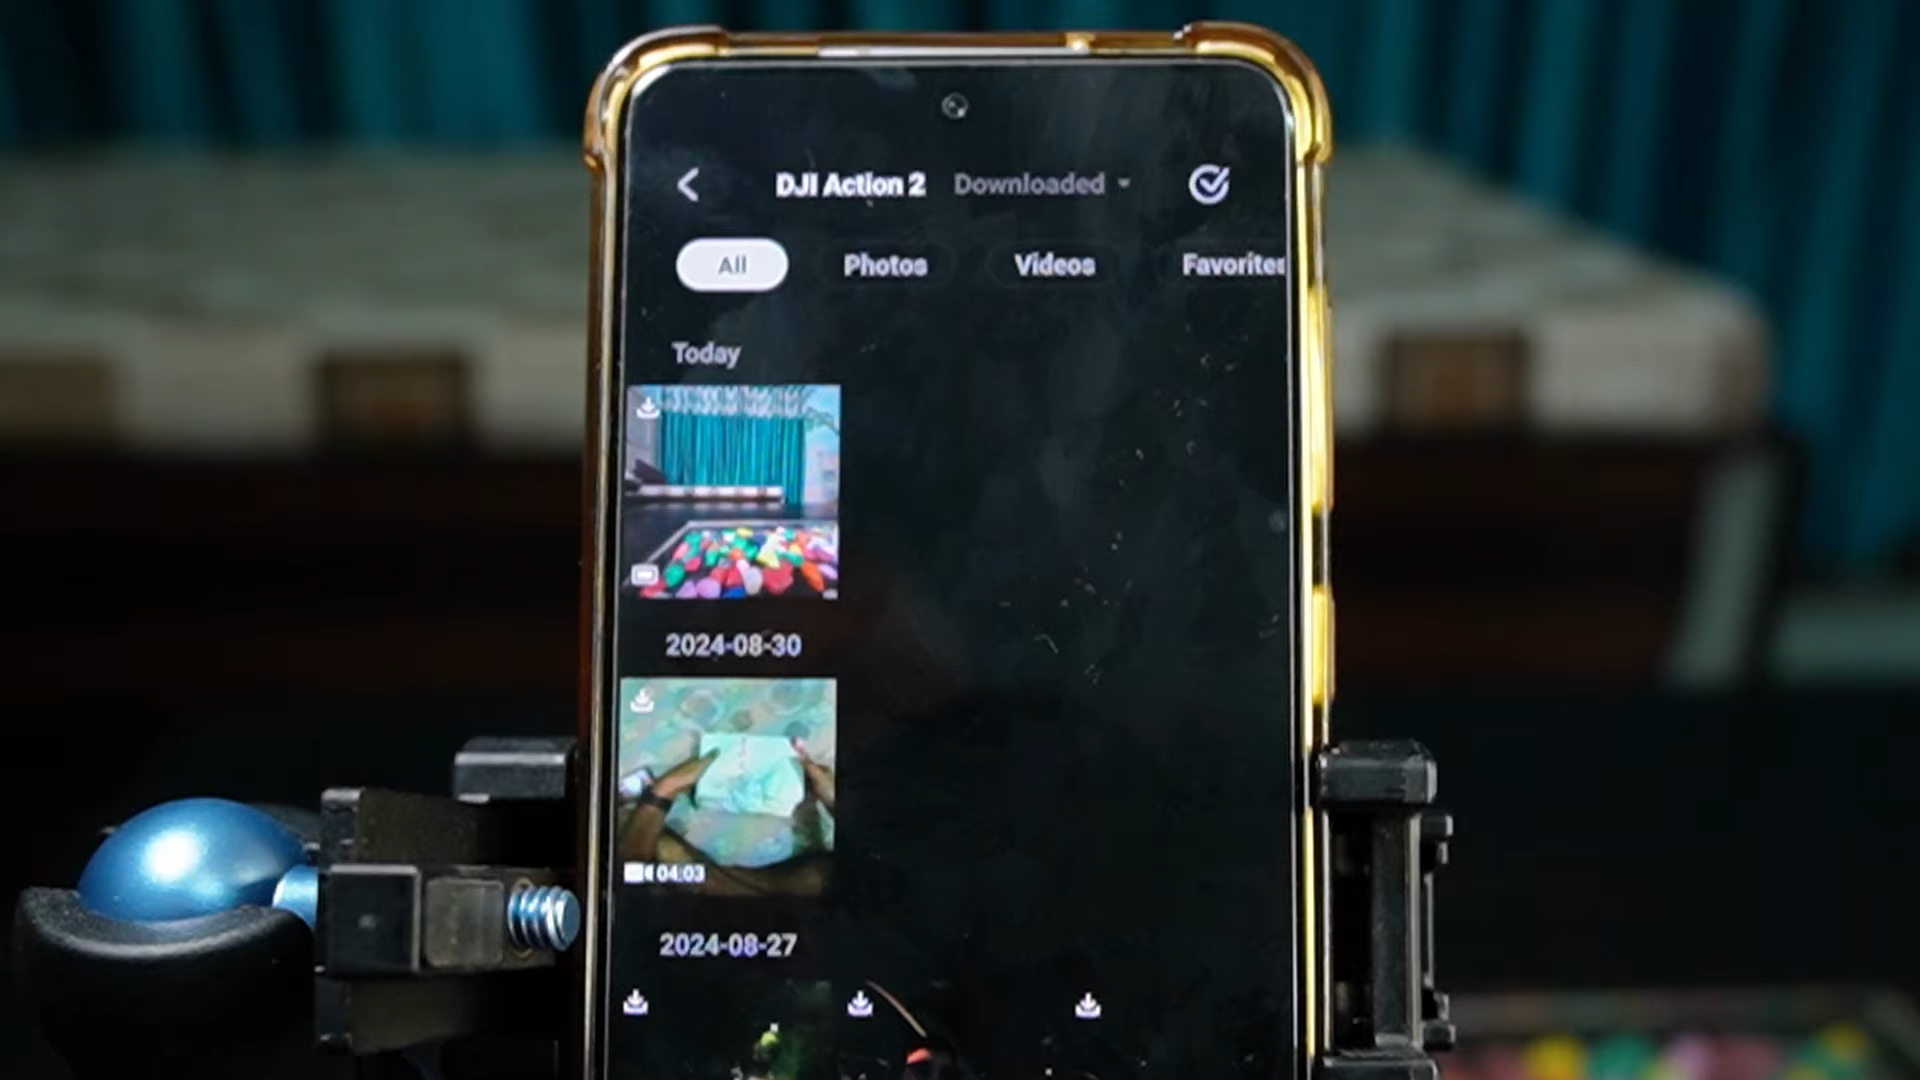 DJI Action 2 Downloaded
All Photos Videos Favorites
Today
2024-08-30
04:03
2024-08-27